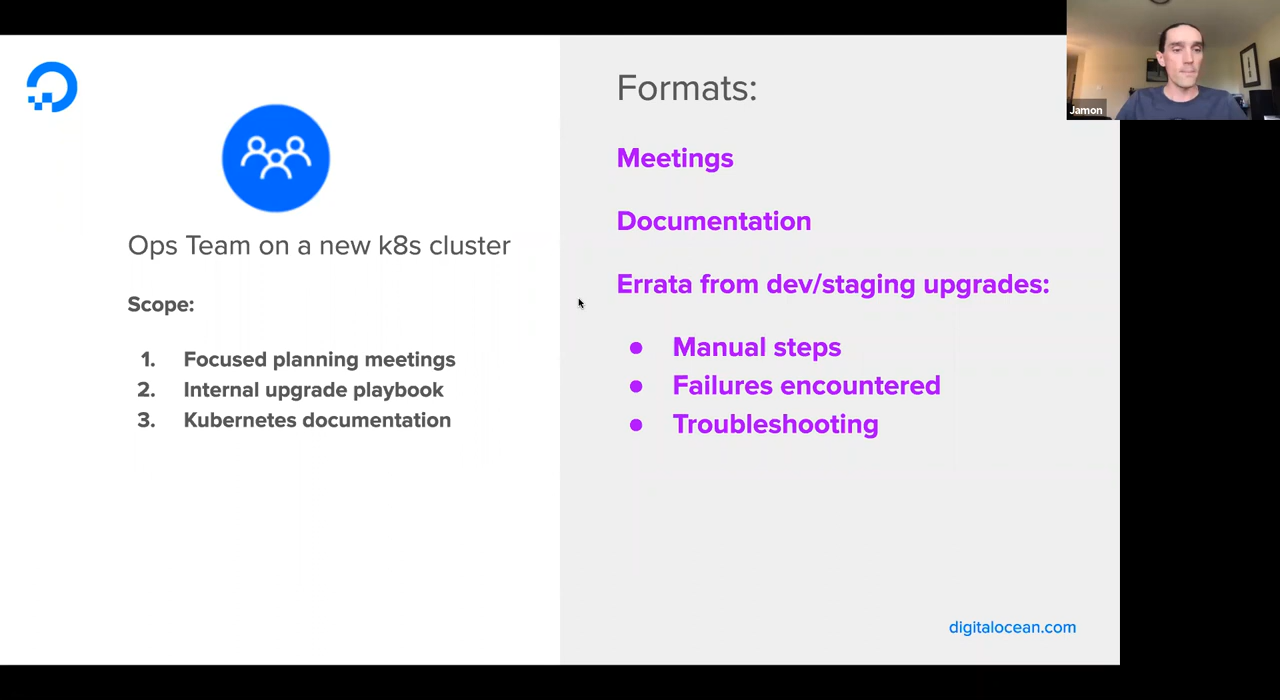 Ops Team on a new k8s cluster
Scope:
1. Focused planning meetings
2. Internal upgrade playbook
3. Kubernetes documentation
Formats:
Meetings
Documentation
Errata from dev/staging upgrades:
● Manual steps
● Failures encountered
● Troubleshooting
digitalocean.com
Jamon